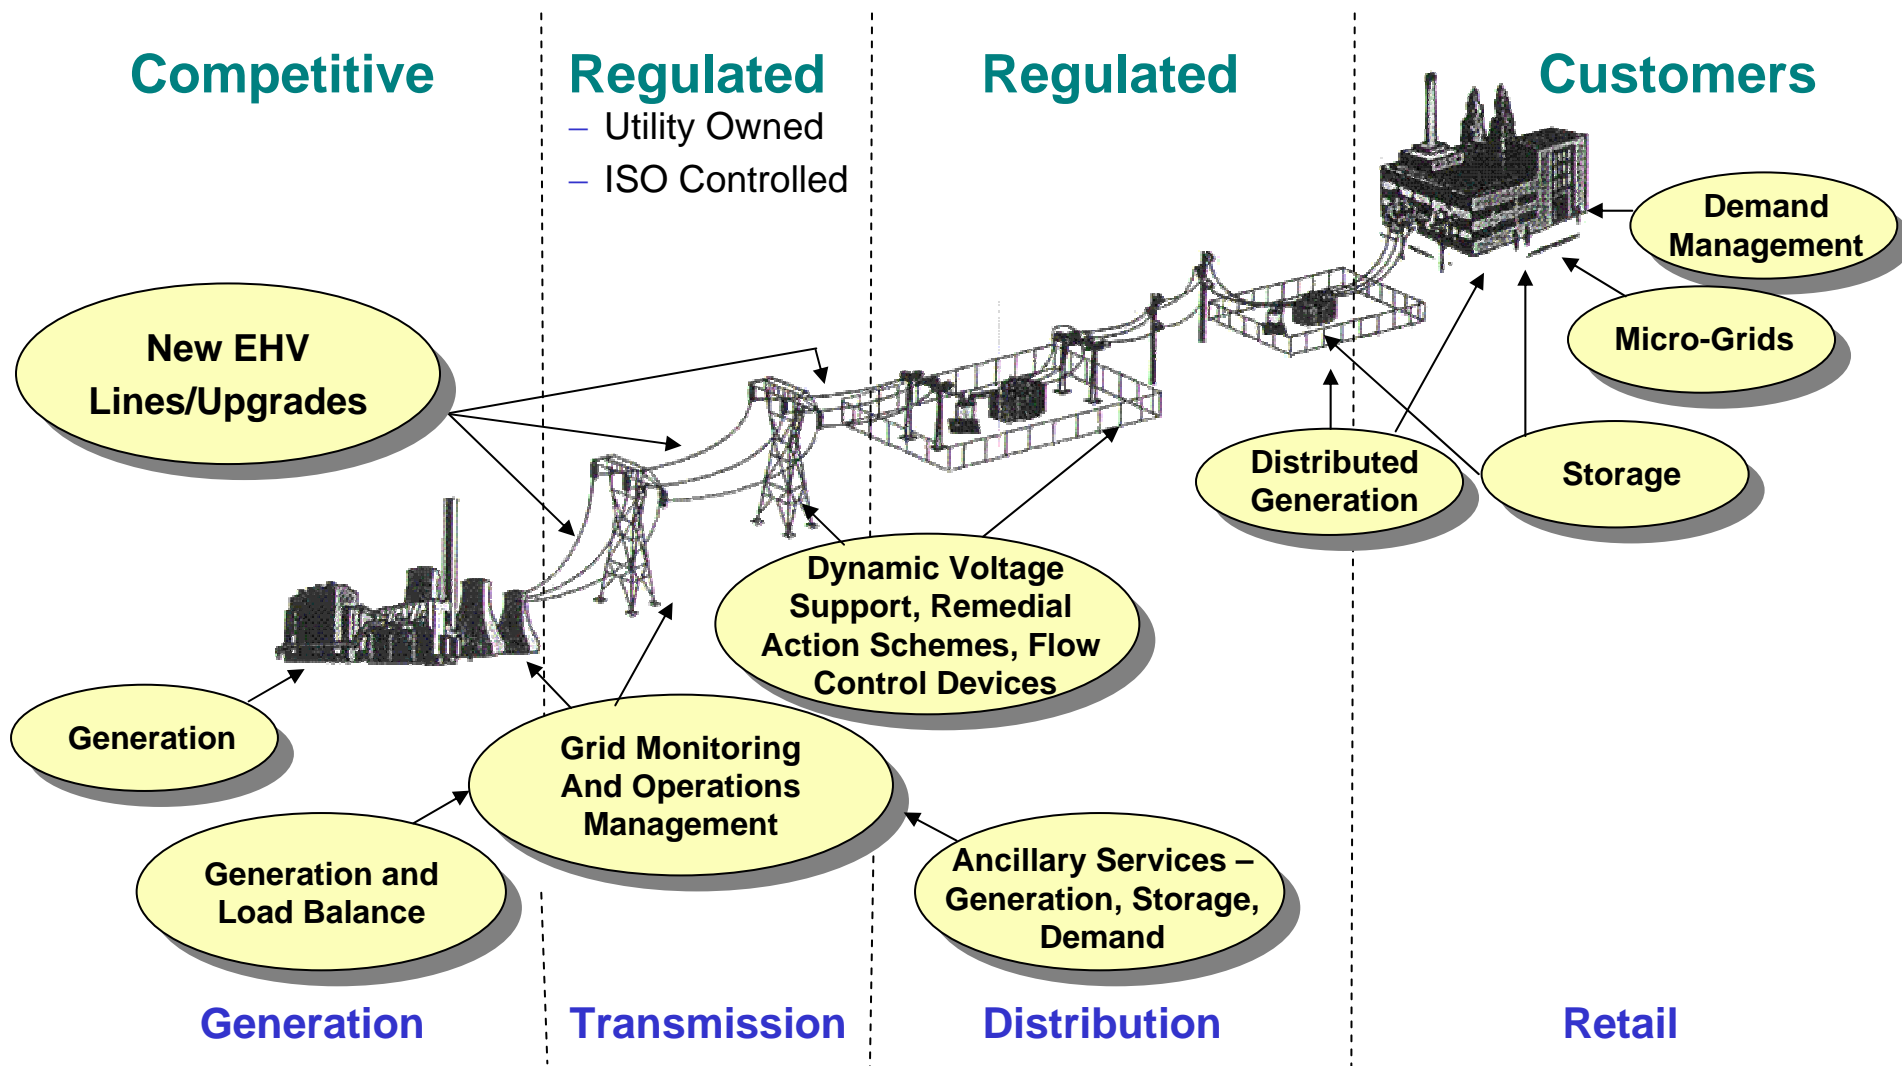 Competitive
Regulated
– Utility Owned
– ISO Controlled
Regulated
Customers
Demand
Management
Micro-Grids
New EHV
Lines/Upgrades
Distributed
Generation
Storage
Dynamic Voltage
Support, Remedial
Action Schemes, Flow
Control Devices
Generation
Grid Monitoring
And Operations
Management
Generation and
Load Balance
Ancillary Services –
Generation, Storage,
Demand
Generation
Transmission
Distribution
Retail